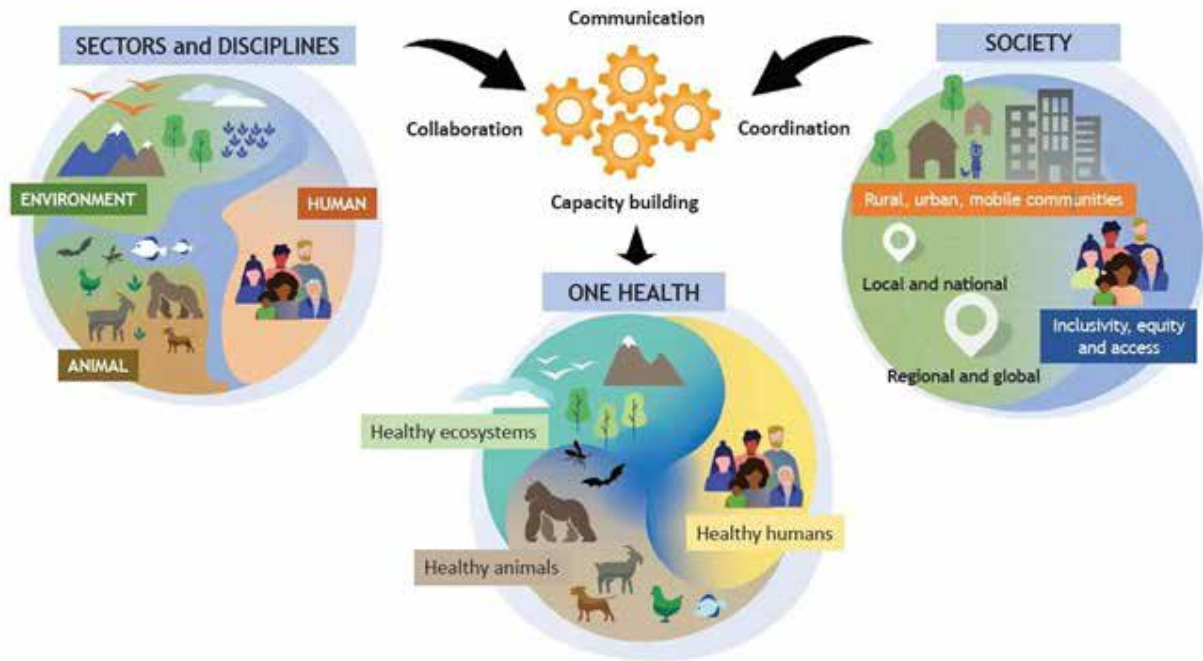 Communication
SECTORS and DISCIPLINES
SOCIETY
Collaboration
Coordination
ENVIRONMENT
HUMAN
Capacity building
Rural, urban, mobile communities
Local and national
ONE HEALTH
Inclusivity, equity
and access
ANIMAL
Regional and global
Healthy ecosystems
Healthy humans
Healthy animals